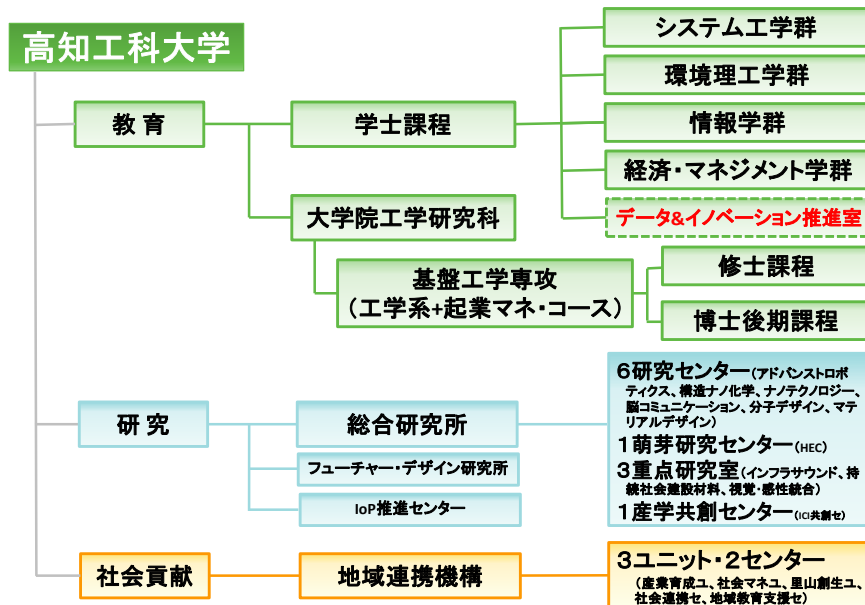 高知工科大学
教 育
学士課程
システム工学群
環境理工学群
情報学群
経済・マネジメント学群
データ&イノベーション推進室
大学院工学研究科
基盤工学専攻
(工学系+起業マネ・コース)
修士課程
博士後期課程
研 究
総合研究所
フューチャー・デザイン研究所
IoP推進センター
6研究センター(アドバンストロボ
ティクス、構造ナノ化学、ナノテクノロジー、
脳コミュニケーション、分子デザイン、マテ
リアルデザイン)
1萌芽研究センター(HEC)
3重点研究室(インフラサウンド、持
続社会建設材料、視覚・感性統合)
1産学共創センター(ICI共創セ)
社会貢献
地域連携機構
3ユニット・2センター
(産業育成ユ、社会マネユ、里山創生ユ、
社会連携セ、地域教育支援セ)